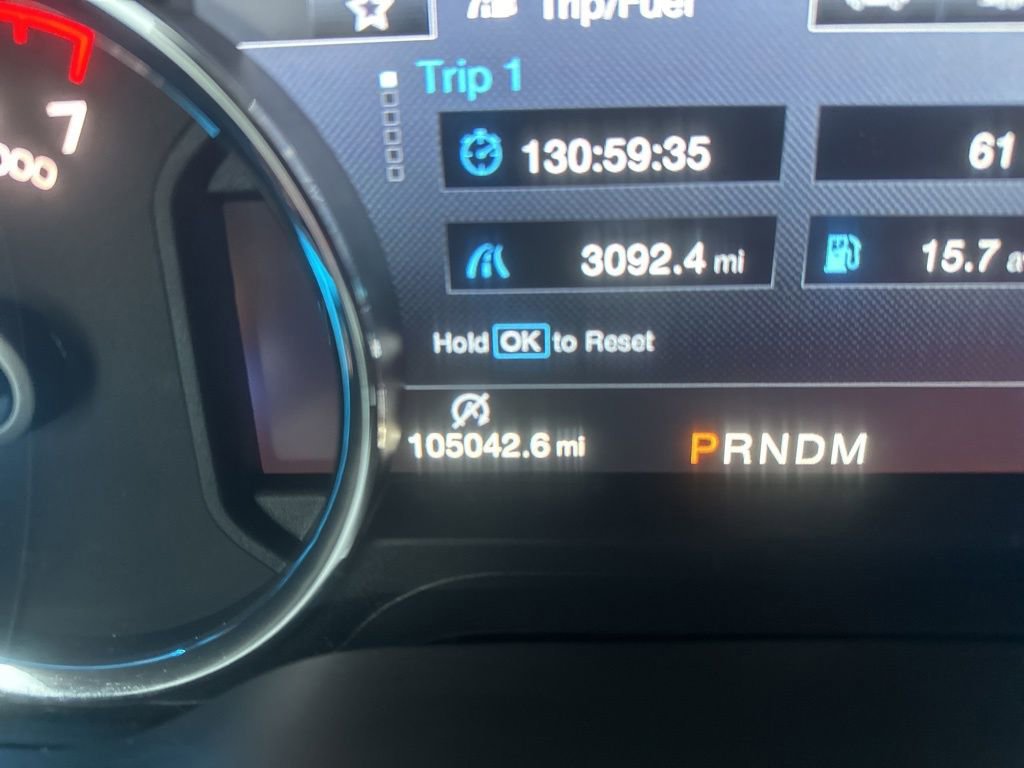 Trip/Fuel
Trip 1
7
000
130:59:35
61
3092.4 mi
15.7
Hold OK to Reset
105042.6 mi
PRNDM